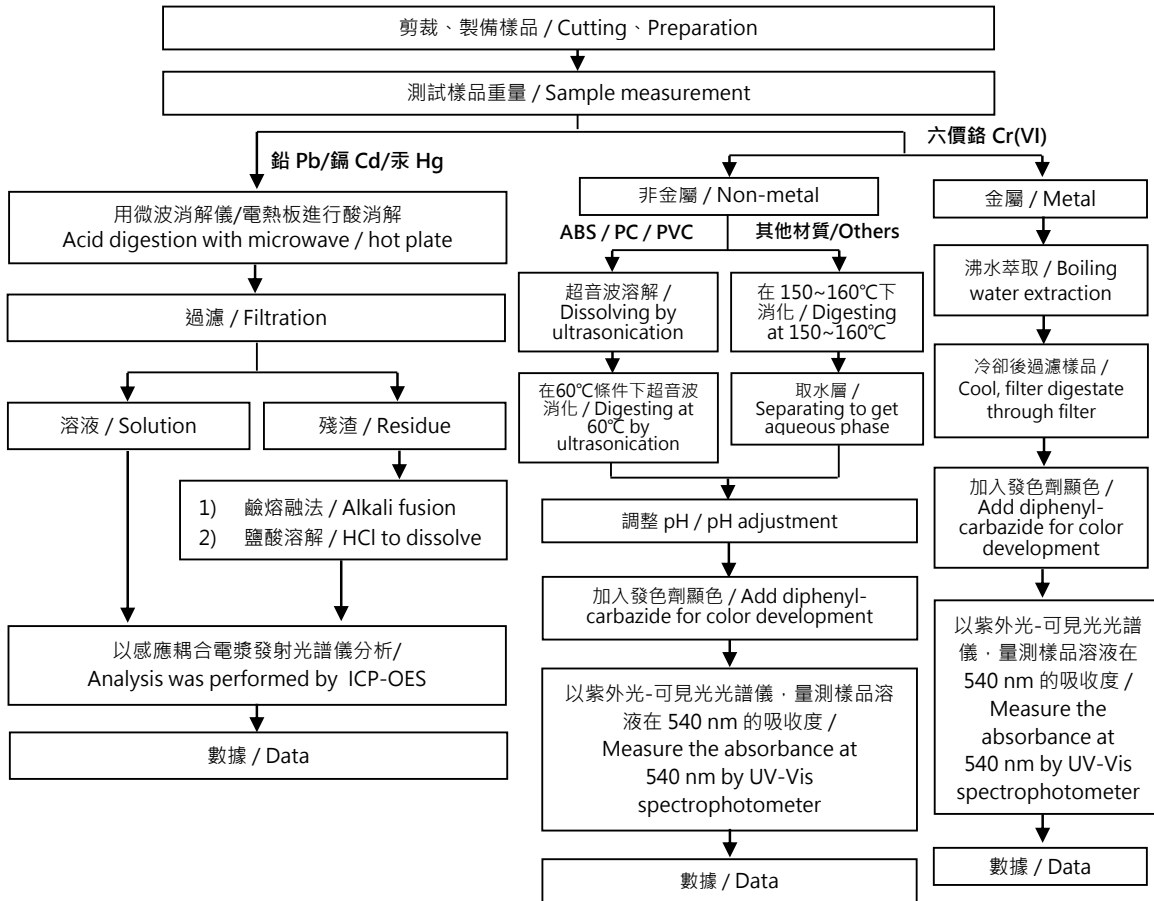 剪裁、製備樣品 / Cutting、Preparation
測試樣品重量 / Sample measurement
鉛 Pb/鎘 Cd/汞 Hg
六價鉻 Cr(VI)
用微波消解儀/電熱板進行酸消解
Acid digestion with microwave / hot plate
過濾 / Filtration
溶液 / Solution
殘渣 / Residue
1) 鹼熔融法 / Alkali fusion
2) 鹽酸溶解 / HCl to dissolve
以感應耦合電漿發射光譜儀分析/
Analysis was performed by ICP-OES
數據 / Data
非金屬 / Non-metal
ABS / PC / PVC
其他材質/Others
超音波溶解 /
Dissolving by
ultrasonication
在60℃條件下超音波
消化 / Digesting at
60℃ by
ultrasonication
在 150~160℃下
消化 / Digesting
at 150~160℃
取水層 /
Separating to get
aqueous phase
調整 pH / pH adjustment
加入發色劑顯色 / Add diphenyl-
carbazide for color development
以紫外光-可見光光譜儀，量測樣品溶
液在 540 nm 的吸收度 /
Measure the absorbance at
540 nm by UV-Vis
spectrophotometer
數據 / Data
金屬 / Metal
沸水萃取 / Boiling
water extraction
冷卻後過濾樣品 /
Cool, filter digestate
through filter
加入發色劑顯色 /
Add diphenyl-
carbazide for color
development
以紫外光-可見光光譜
儀，量測樣品溶液在
540 nm 的吸收度 /
Measure the
absorbance at
540 nm by UV-Vis
spectrophotometer
數據 / Data